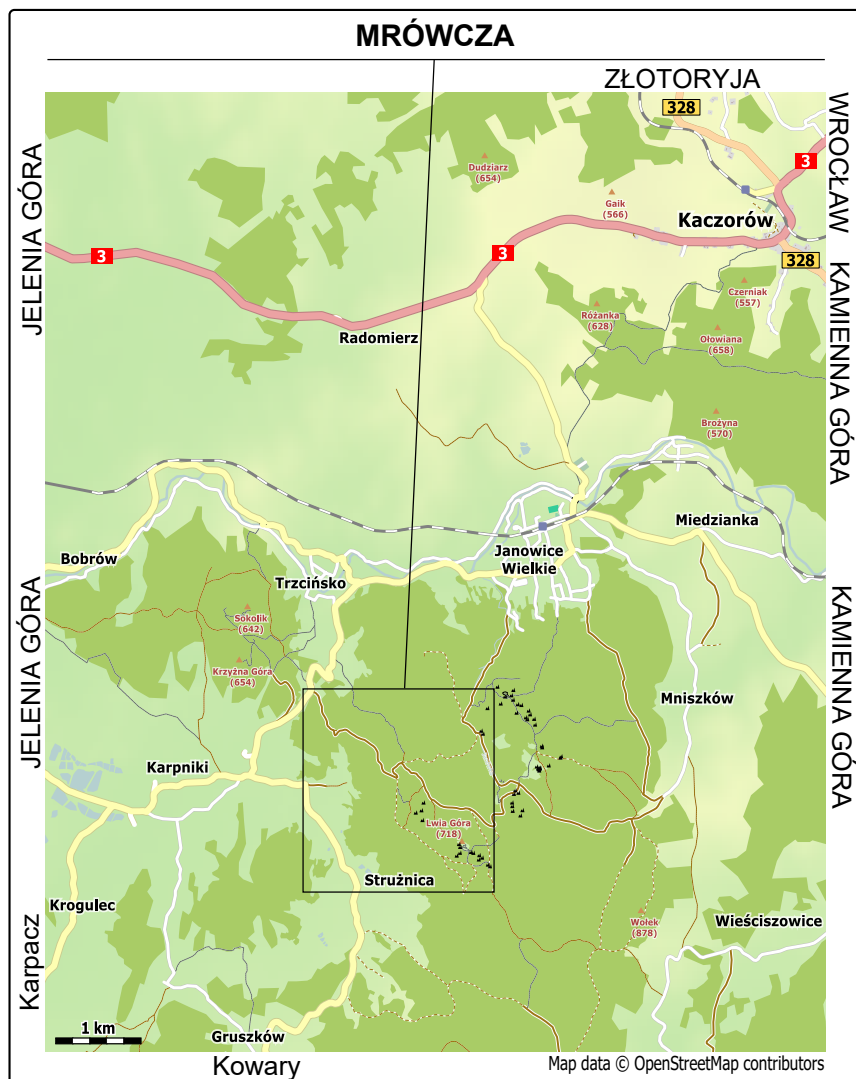 MRÓWCZA
ZŁOTORYJA
328
WROCŁAW
3
Dudziarz
(654)
Gaik
(566)
Kaczorów
JELENIA GÓRA
3
3
328
KAMIENNA GÓRA
Czerniak
(557)
Różanka
(628)
Ołowiana
(658)
Radomierz
Brożyna
(570)
Miedzianka
Bobrów
Janowice
Wielkie
Trzcińsko
JELENIA GÓRA
KAMIENNA GÓRA
Sokolik
(642)
Krzyżna Góra
(654)
Mniszków
Karpniki
Lwia Góra
(718)
Strużnica
Krogulec
Karpacz
Wołek
(878)
Wieściszowice
1 km
Gruszków
Kowary
Map data © OpenStreetMap contributors